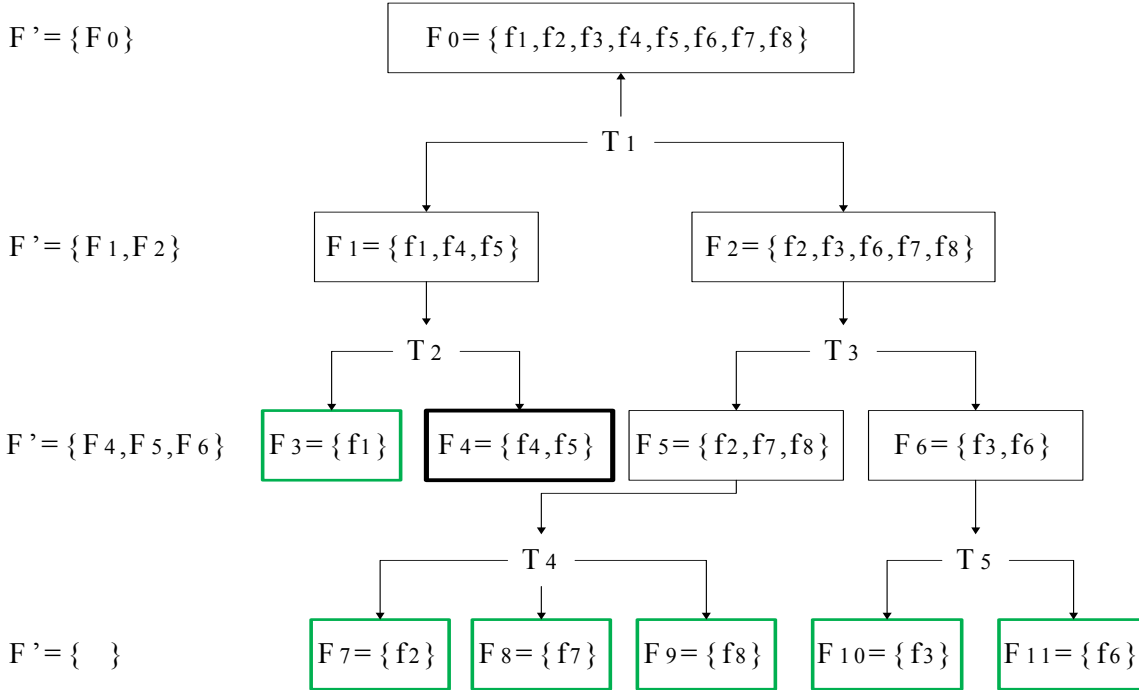 F’={F0} F0={f1,f2,f3,f4,f5,f6,f7,f8}
T1
F’={F1,F2} F1={f1,f4,f5} F2={f2,f3,f6,f7,f8}
T2 T3
F’={F4,F5,F6} F3={f1} F4={f4,f5} F5={f2,f7,f8} F6={f3,f6}
T4 T5
F’={ } F7={f2} F8={f7} F9={f8} F10={f3} F11={f6}